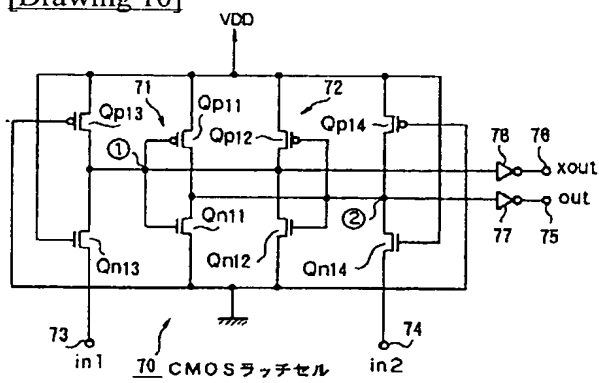 [Drawing 10]
VDD
71
72
Qp13
Qp11
Qp12
Qp14
①
78
76
xout
out
②
77
75
Qn11
Qn12
Qn13
Qn14
73
74
in1
in2
70 CMOSラッチセル